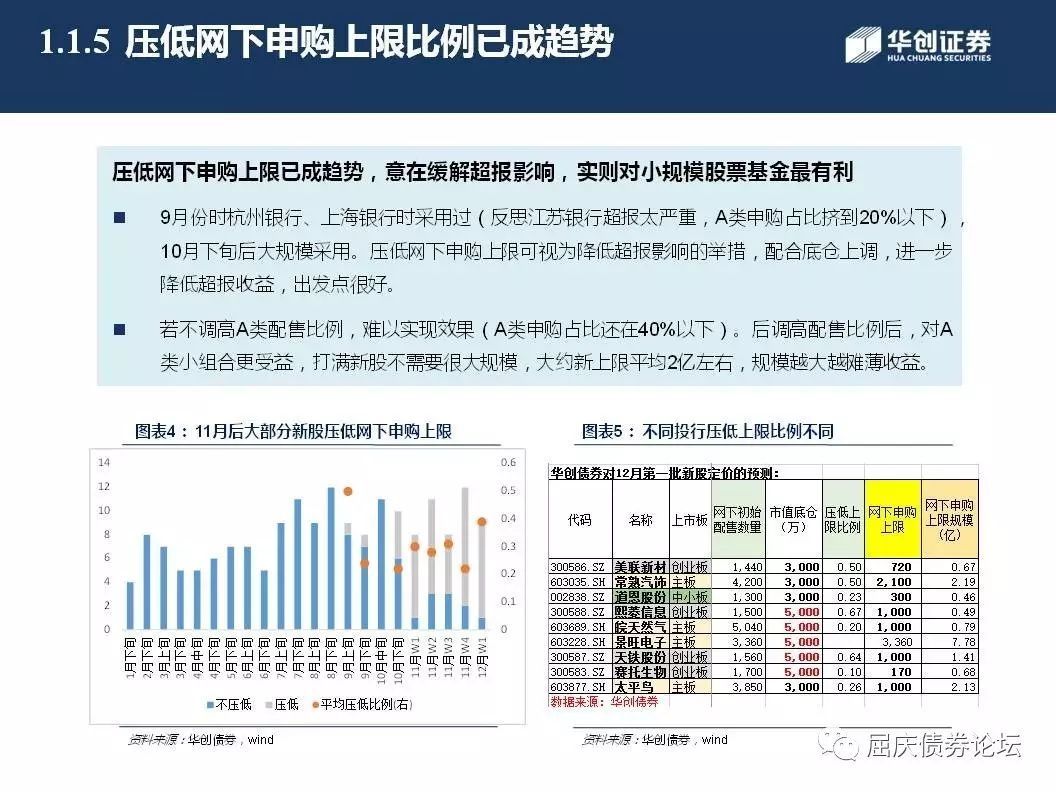 1.1.5 压低网下申购上限比例已成趋势
华创证券
HUA CHUANG SECURITIES
压低网下申购上限已成趋势，意在缓解超报影响，实则对小规模股票基金最有利
9月份时杭州银行、上海银行时采用过（反思江苏银行超报太严重，A类申购占比挤到20%以下），
10月下旬后大规模采用。压低网下申购上限可视为降低超报影响的举措，配合底仓上调，进一步
降低超报收益，出发点很好。
若不调高A类配售比例，难以实现效果（A类申购占比还在40%以下）。后调高配售比例后，对A
类小组合更受益，打满新股不需要很大规模，大约新上限平均2亿左右，规模越大越摊薄收益。
图表4：11月后大部分新股压低网下申购上限
14
12
10
8
6
4
2
0
0.6
0.5
0.4
0.3
0.2
0.1
0
1月下旬
2月下旬
3月上旬
3月下旬
4月上旬
4月中旬
5月上旬
5月下旬
6月下旬
7月上旬
7月下旬
8月上旬
8月下旬
9月上旬
9月下旬
10月中旬
10月下旬
11月W1
11月W2
11月W3
11月W4
12月W1
不压低 压低 平均压低比例(右)
资料来源：华创债券，wind
图表5：不同投行压低上限比例不同
华创债券对12月第一批新股定价的预测：
代码 名称 上市板 网下初始配售数量 市值底仓（万） 压低上限比例 网下申购上限 网下申购上限规模（亿）
300586.SZ 美联新材 创业板 1,440 3,000 0.50 720 0.67
603035.SH 常熟汽饰 主板 4,200 3,000 0.50 2,100 2.19
002838.SZ 道恩股份 中小板 1,300 3,000 0.23 300 0.46
300588.SZ 熙菱信息 创业板 1,500 5,000 0.67 1,000 0.49
603689.SH 皖天然气 主板 5,040 5,000 0.20 1,000 0.79
603228.SH 景旺电子 主板 3,360 5,000 3,360 7.78
300587.SZ 天铁股份 创业板 1,560 5,000 0.64 1,000 1.41
300583.SZ 赛托生物 创业板 1,700 5,000 0.10 170 0.68
603877.SH 太平鸟 主板 3,850 3,000 0.26 1,000 2.13
数据来源：华创债券
资料来源：华创债券，wind
屈庆债券论坛